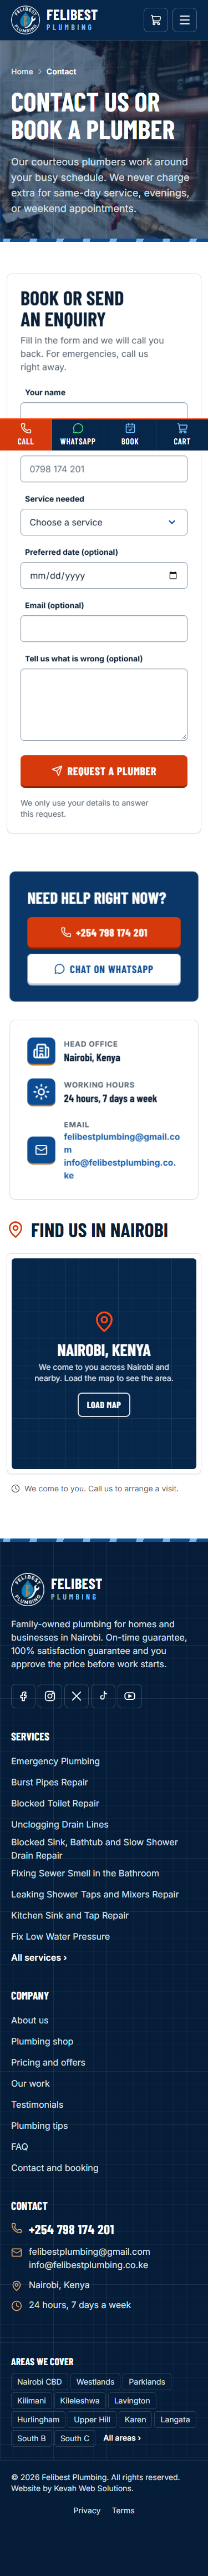 FELIBEST
PLUMBING
Home > Contact
CONTACT US OR
BOOK A PLUMBER
Our courteous plumbers work around
your busy schedule. We never charge
extra for same-day service, evenings,
or weekend appointments.
BOOK OR SEND
AN ENQUIRY
Fill in the form and we will call you
back. For emergencies, call us
right away.
Your name
CALL
WHATSAPP
BOOK
CART
0798 174 201
Service needed
Choose a service
Preferred date (optional)
mm/dd/yyyy
Email (optional)
Tell us what is wrong (optional)
REQUEST A PLUMBER
We only use your details to answer
this request.
NEED HELP RIGHT NOW?
+254 798 174 201
CHAT ON WHATSAPP
HEAD OFFICE
Nairobi, Kenya
WORKING HOURS
24 hours, 7 days a week
EMAIL
felibestplumbing@gmail.co
m
info@felibestplumbing.co.
ke
FIND US IN NAIROBI
NAIROBI, KENYA
We come to you across Nairobi and
nearby. Load the map to see the area.
LOAD MAP
We come to you. Call us to arrange a visit.
FELIBEST
PLUMBING
Family-owned plumbing for homes and
businesses in Nairobi. On-time guarantee,
100% satisfaction guarantee and you
approve the price before work starts.
SERVICES
Emergency Plumbing
Burst Pipes Repair
Blocked Toilet Repair
Unclogging Drain Lines
Blocked Sink, Bathtub and Slow Shower
Drain Repair
Fixing Sewer Smell in the Bathroom
Leaking Shower Taps and Mixers Repair
Kitchen Sink and Tap Repair
Fix Low Water Pressure
All services ›
COMPANY
About us
Plumbing shop
Pricing and offers
Our work
Testimonials
Plumbing tips
FAQ
Contact and booking
CONTACT
+254 798 174 201
felibestplumbing@gmail.com
info@felibestplumbing.co.ke
Nairobi, Kenya
24 hours, 7 days a week
AREAS WE COVER
Nairobi CBD Westlands Parklands
Kilimani Kileleshwa Lavington
Hurlingham Upper Hill Karen Langata
South B South C All areas ›
© 2026 Felibest Plumbing. All rights reserved.
Website by Kevah Web Solutions.
Privacy Terms